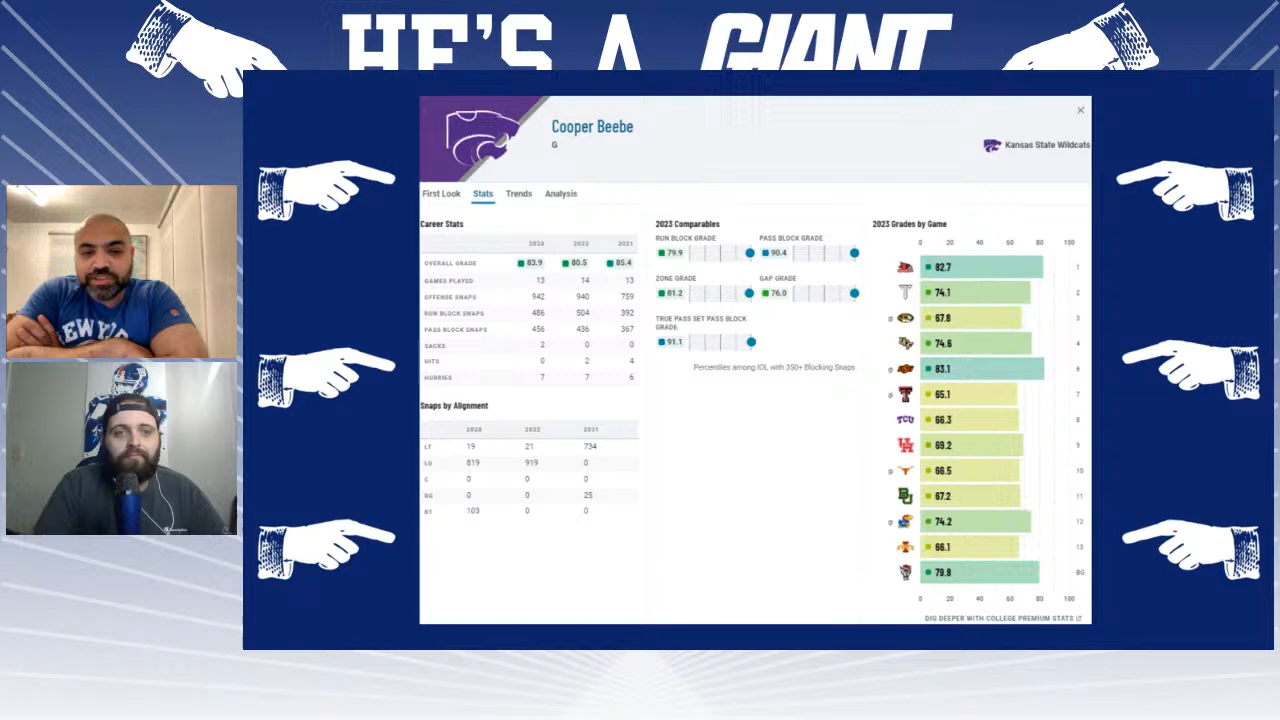 HE'S A GIANT
Cooper Beebe
G
Kansas State Wildcats
First Look Stats Trends Analysis
Career Stats
2023 2022 2021
OVERALL GRADE 83.9 80.5 85.4
GAMES PLAYED 13 14 13
OFFENSE SNAPS 942 940 759
RUN BLOCK SNAPS 486 504 392
PASS BLOCK SNAPS 456 436 367
SACKS 2 0 0
HITS 0 2 4
HURRIES 7 7 6
Snaps by Alignment
2023 2022 2021
LT 19 21 734
LG 819 919 0
C 0 0 0
RG 0 0 25
RT 103 0 0
2023 Comparables
RUN BLOCK GRADE PASS BLOCK GRADE
79.9 90.4
ZONE GRADE GAP GRADE
81.2 76.0
TRUE PASS SET PASS BLOCK
GRADE
91.1
Percentiles among IOL with 350+ Blocking Snaps
2023 Grades by Game
0 20 40 60 80 100
82.7 1
T 74.1 2
@ 67.8 3
74.6 4
@ 83.1 6
@ T 65.1 7
TCU 66.3 8
UH 69.2 9
@ 66.5 10
BU 67.2 11
@ 74.2 12
66.1 13
79.8 BG
0 20 40 60 80 100
DIG DEEPER WITH COLLEGE PREMIUM STATS